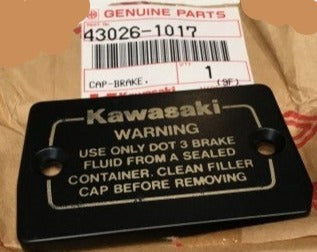 GENUINE PARTS
43026-1017
CAP-BRAKE.
1
Kawasaki
WARNING
USE ONLY DOT 3 BRAKE
FLUID FROM A SEALED
CONTAINER. CLEAN FILLER
CAP BEFORE REMOVING